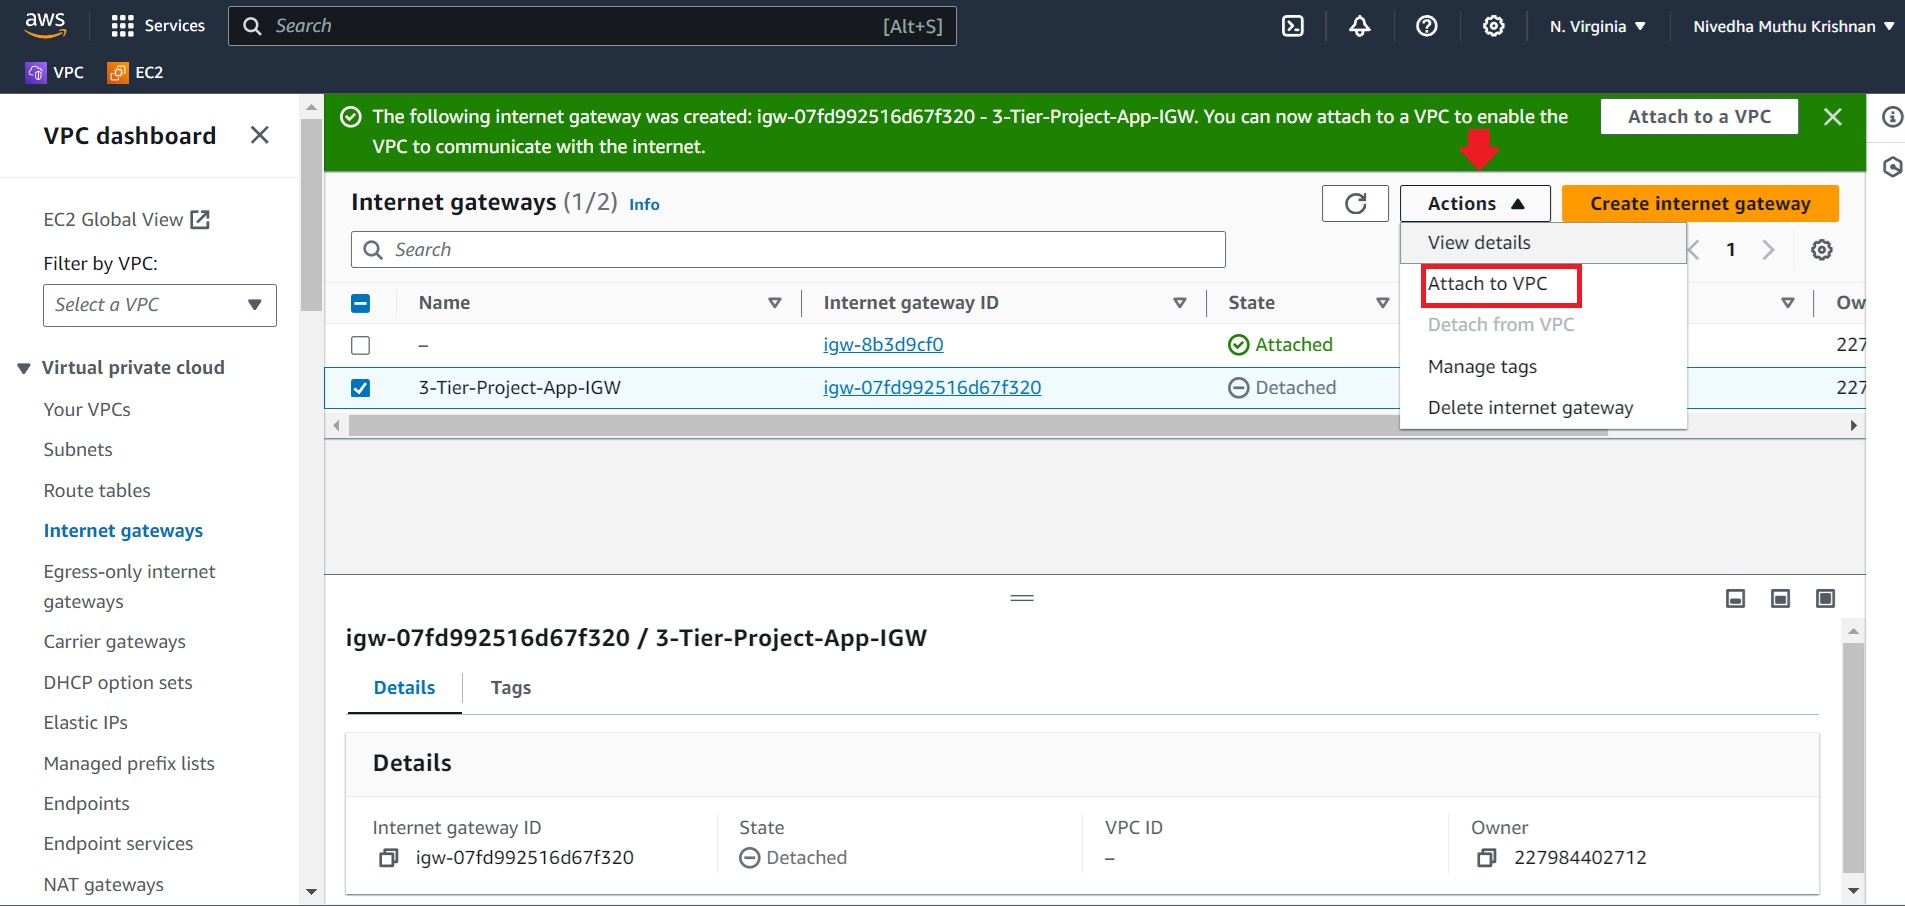 aws
Services
Search
[Alt+S]
N. Virginia
Nivedha Muthu Krishnan
VPC
EC2
VPC dashboard
EC2 Global View
Filter by VPC:
Select a VPC
Virtual private cloud
Your VPCs
Subnets
Route tables
Internet gateways
Egress-only internet
gateways
Carrier gateways
DHCP option sets
Elastic IPs
Managed prefix lists
Endpoints
Endpoint services
NAT gateways
The following internet gateway was created: igw-07fd992516d67f320 - 3-Tier-Project-App-IGW. You can now attach to a VPC to enable the
VPC to communicate with the internet.
Attach to a VPC
Internet gateways (1/2) Info
Actions
Create internet gateway
Search
1
View details
Attach to VPC
Detach from VPC
Manage tags
Delete internet gateway
Name Internet gateway ID State Ow
– igw-8b3d9cf0 Attached 227
3-Tier-Project-App-IGW igw-07fd992516d67f320 Detached 227
igw-07fd992516d67f320 / 3-Tier-Project-App-IGW
Details Tags
Details
Internet gateway ID
igw-07fd992516d67f320
State
Detached
VPC ID
–
Owner
227984402712